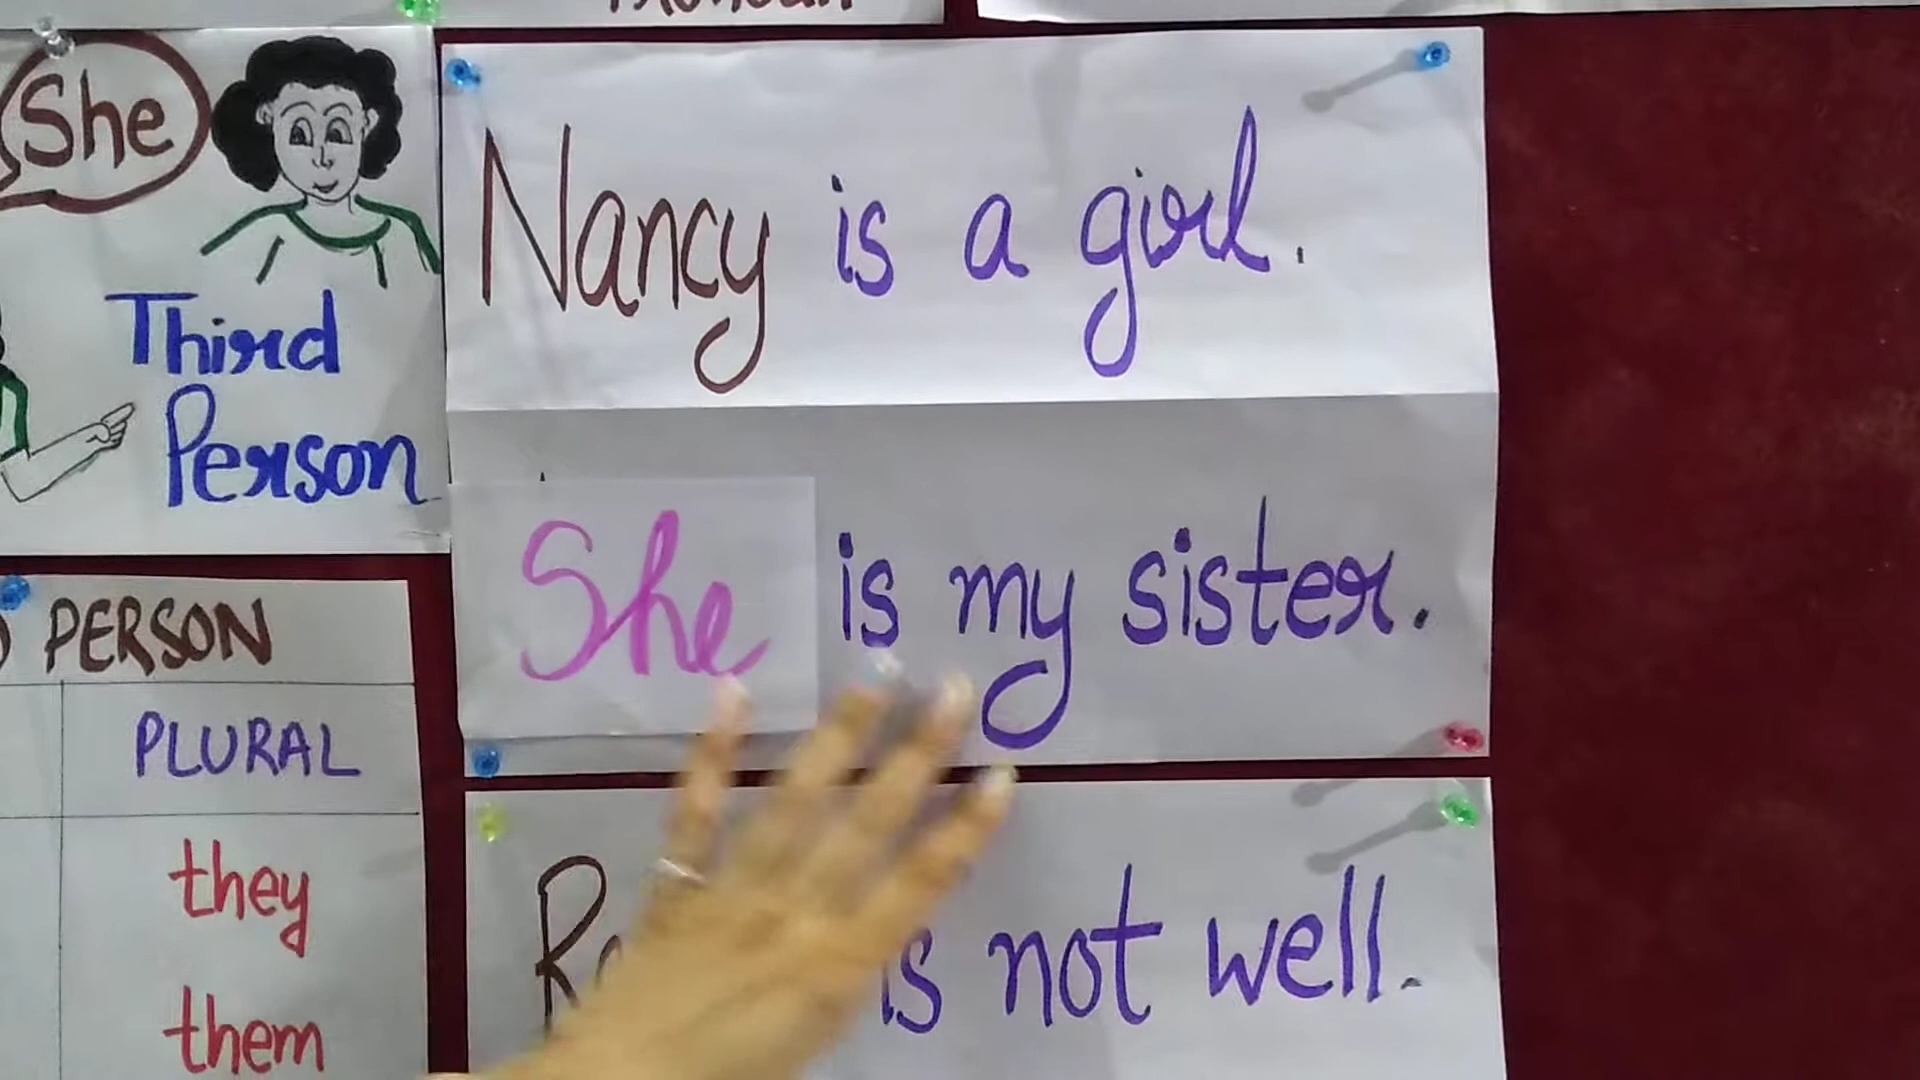 She
Third
Person
PERSON
PLURAL
they
them
Nancy is a girl.
She is my sister.
is not well.